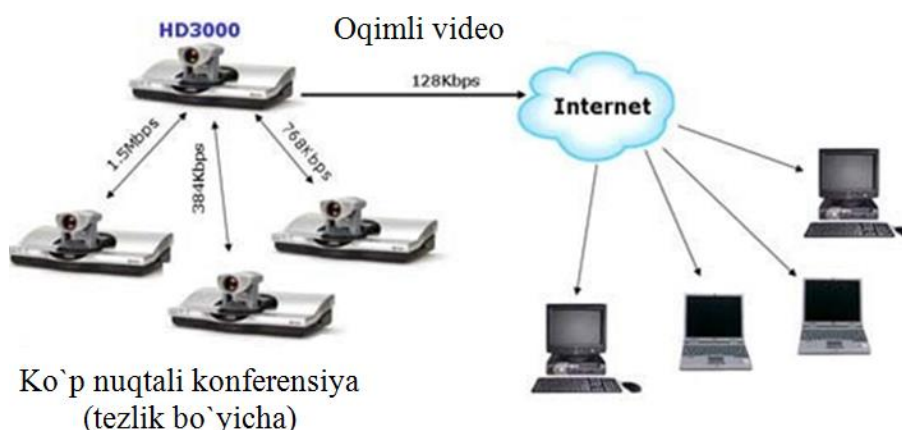 HD3000
Oqimli video
128Kbps
Internet
1.5Mbps
384Kbps
768Kbps
Ko`p nuqtali konferensiya
(tezlik bo`yicha)